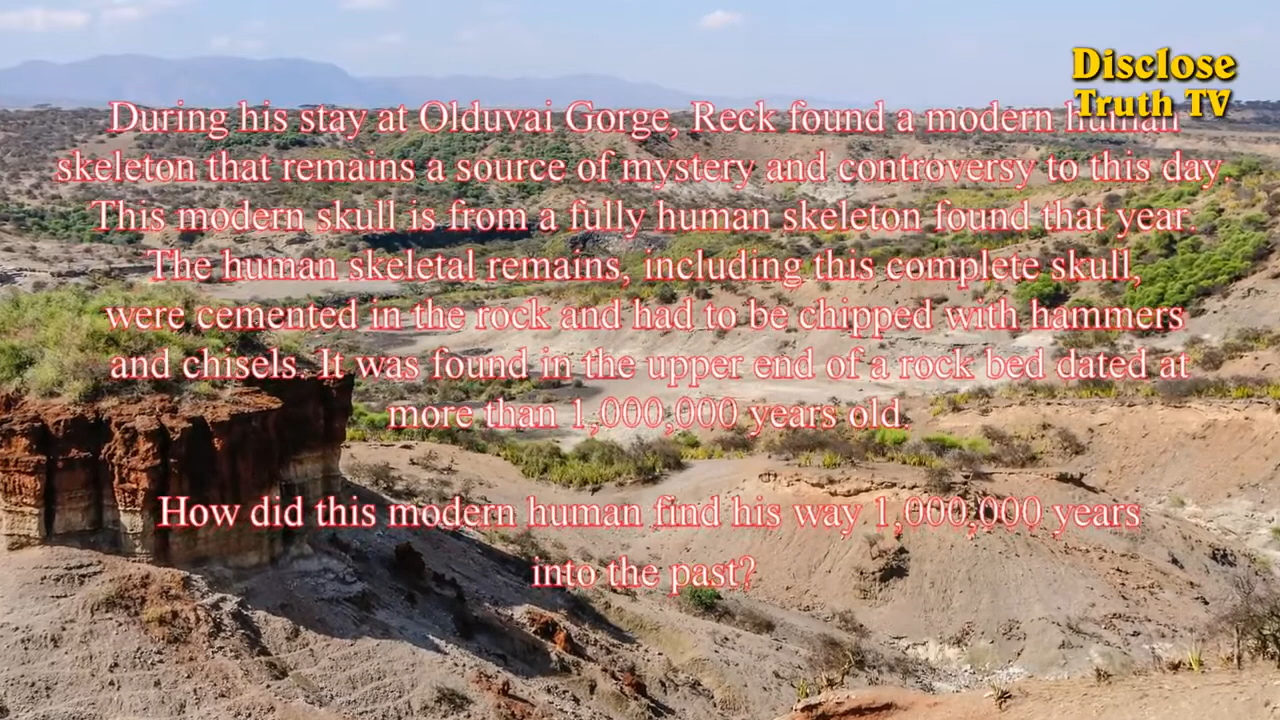 Disclose
Truth TV
During his stay at Olduvai Gorge, Reck found a modern human
skeleton that remains a source of mystery and controversy to this day.
This modern skull is from a fully human skeleton found that year.
The human skeletal remains, including this complete skull,
were cemented in the rock and had to be chipped with hammers
and chisels. It was found in the upper end of a rock bed dated at
more than 1,000,000 years old.
How did this modern human find his way 1,000,000 years
into the past?